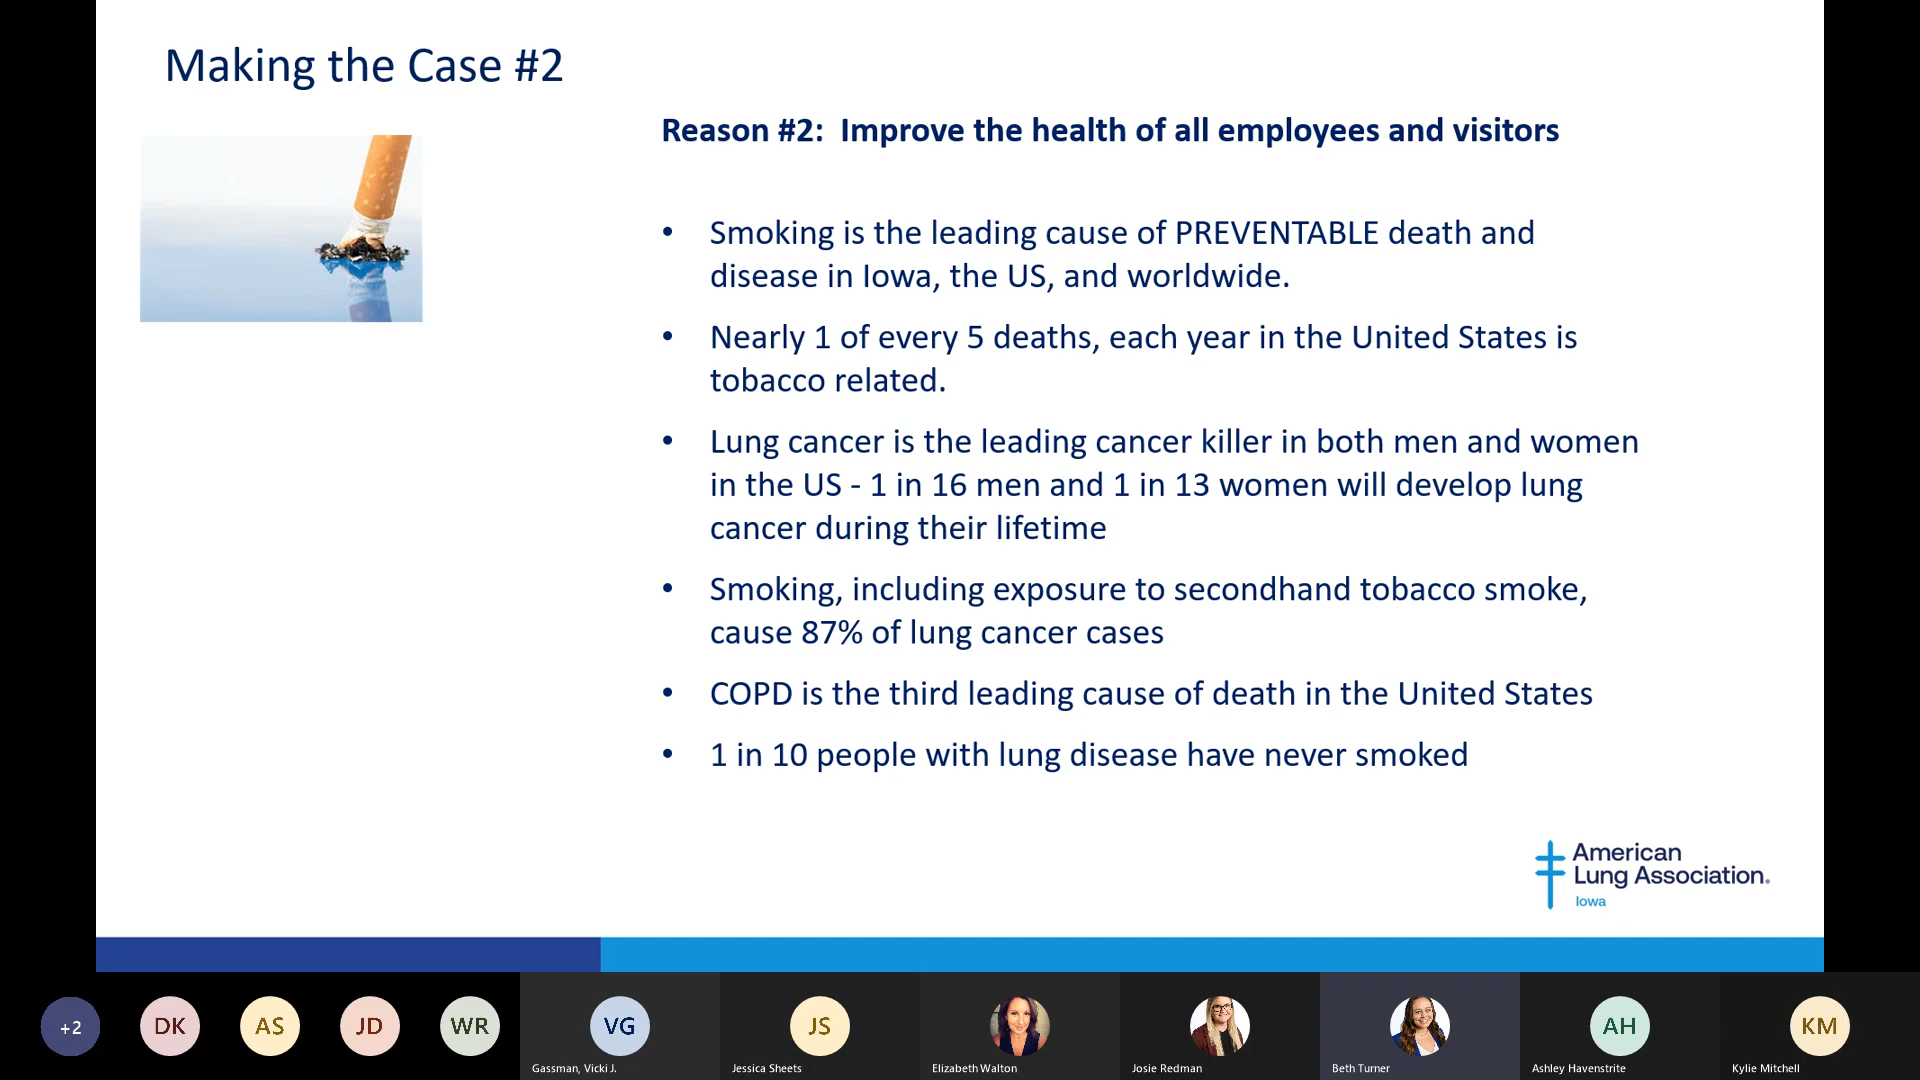 Making the Case #2
Reason #2:  Improve the health of all employees and visitors
• Smoking is the leading cause of PREVENTABLE death and
disease in Iowa, the US, and worldwide.
• Nearly 1 of every 5 deaths, each year in the United States is
tobacco related.
• Lung cancer is the leading cancer killer in both men and women
in the US - 1 in 16 men and 1 in 13 women will develop lung
cancer during their lifetime
• Smoking, including exposure to secondhand tobacco smoke,
cause 87% of lung cancer cases
• COPD is the third leading cause of death in the United States
• 1 in 10 people with lung disease have never smoked
American
Lung Association.
Iowa
+2
DK
AS
JD
WR
VG
Gassman, Vicki J.
JS
Jessica Sheets
Elizabeth Walton
Josie Redman
Beth Turner
AH
Ashley Havenstrite
KM
Kylie Mitchell